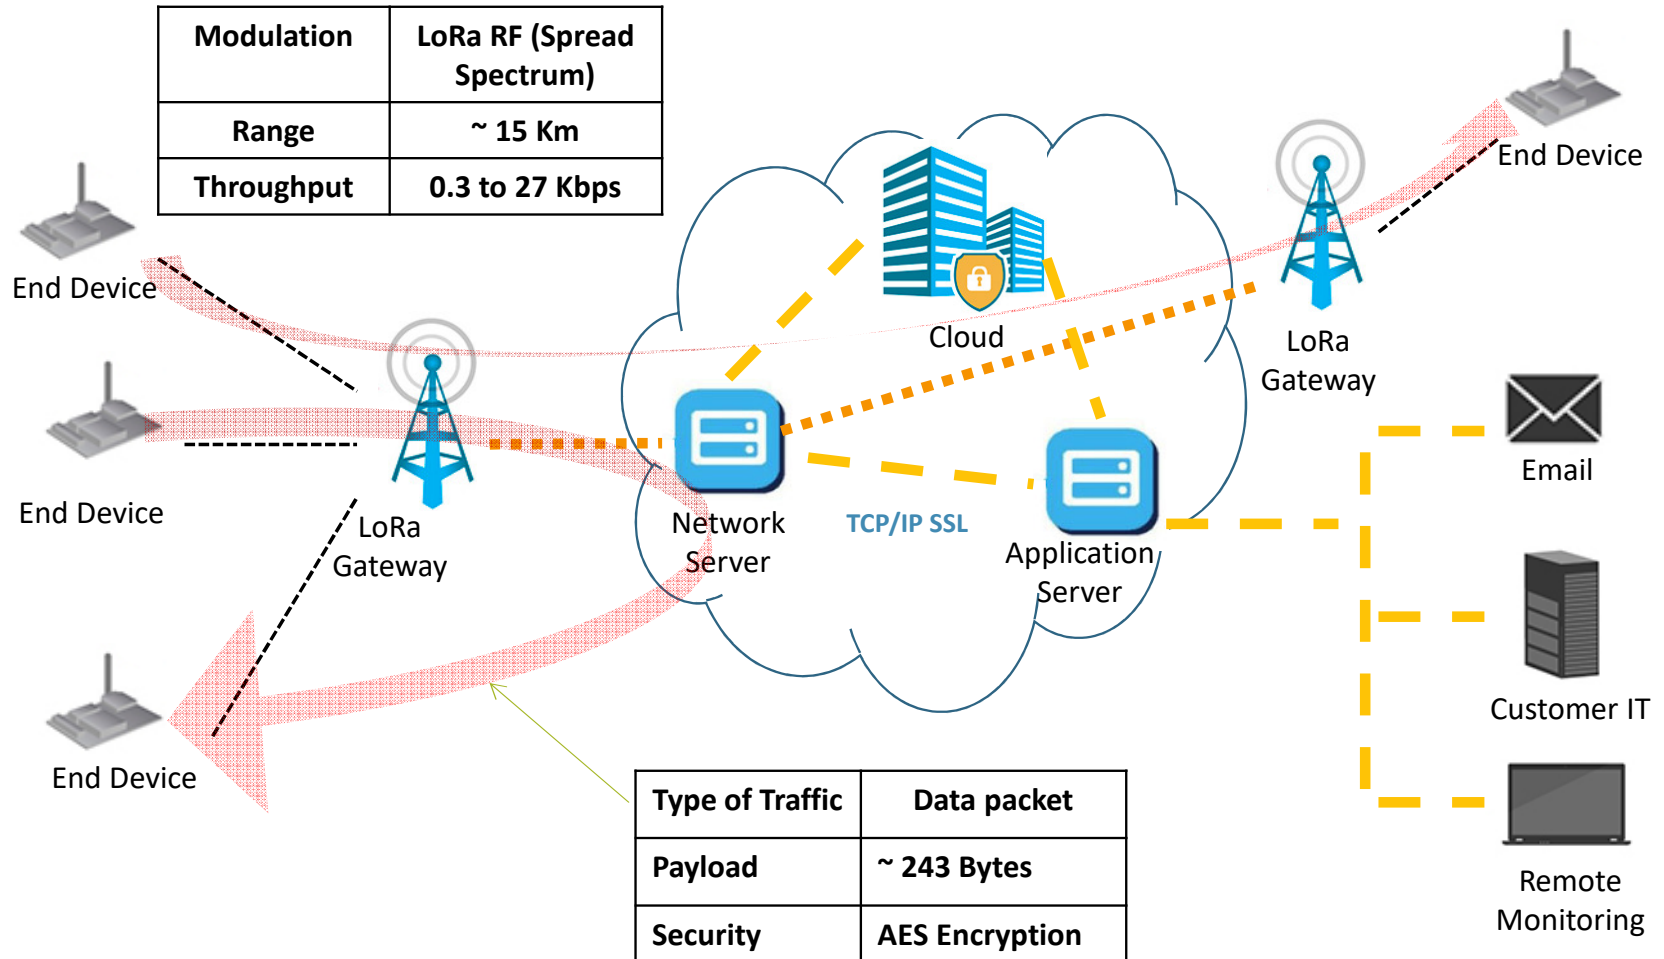 Modulation
LoRa RF (Spread
Spectrum)
Range
~ 15 Km
Throughput
0.3 to 27 Kbps
End Device
End Device
Cloud
LoRa
Gateway
End Device
LoRa
Gateway
Network
Server
TCP/IP SSL
Application
Server
Email
Customer IT
End Device
Type of Traffic
Data packet
Payload
~ 243 Bytes
Security
AES Encryption
Remote
Monitoring